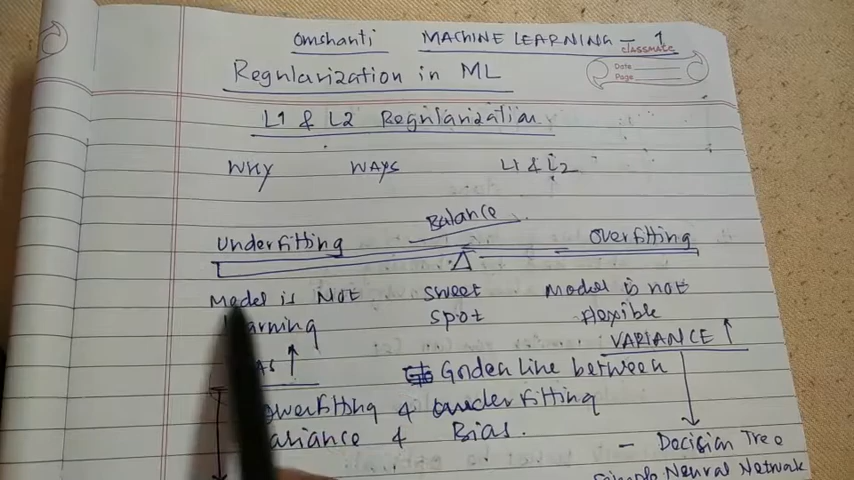 Omshanti MACHINE LEARNING - 1
classmate
Date
Page
Regularization in ML
L1 & L2 Regularization
WHY WAYS L1 & L2
Balance
Underfitting Overfitting
Model is Not Sweet Model is not
Spot flexible
VARIANCE ↑
↑ Golden Line between
overfitting & underfitting
Variance & Bias.
- Decision Tree
Simple Neural Network